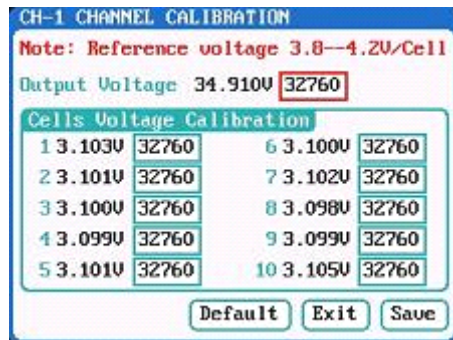 CH-1 CHANNEL CALIBRATION
Note: Reference voltage 3.8--4.2V/Cell
Output Voltage 34.910V 32760
Cells Voltage Calibration
1 3.103V 32760 6 3.100V 32760
2 3.101V 32760 7 3.102V 32760
3 3.100V 32760 8 3.098V 32760
4 3.099V 32760 9 3.099V 32760
5 3.101V 32760 10 3.105V 32760
Default Exit Save